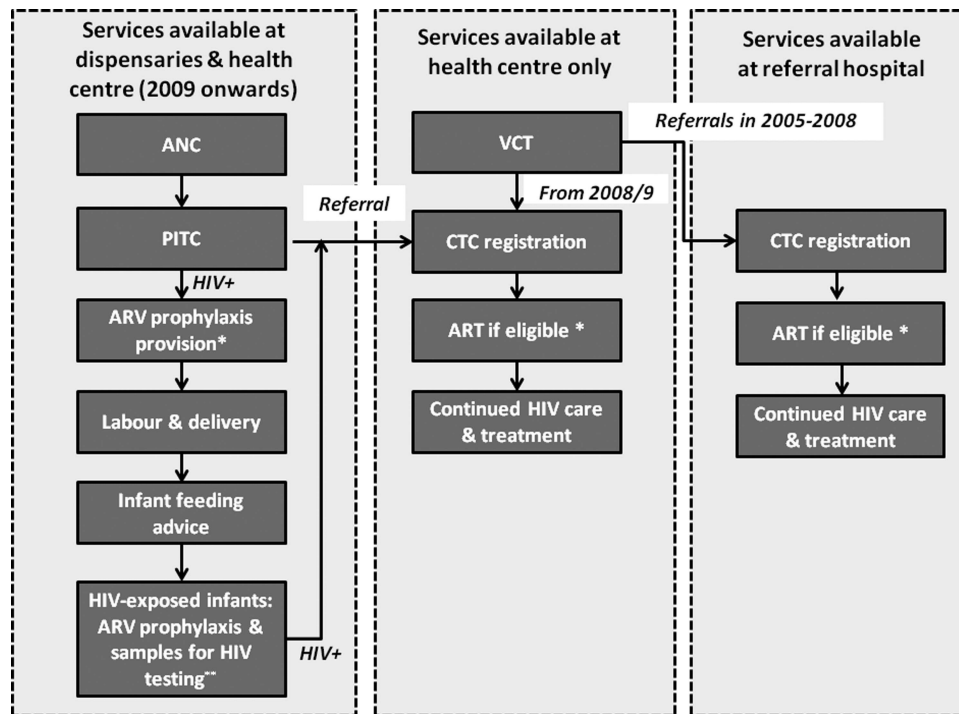 Services available at
dispensaries & health
centre (2009 onwards)
ANC
PITC
HIV+
ARV prophylaxis
provision*
Labour & delivery
Infant feeding
advice
HIV-exposed infants:
ARV prophylaxis &
samples for HIV
testing**
HIV+
Referral
Services available at
health centre only
VCT
From 2008/9
CTC registration
ART if eligible *
Continued HIV care
& treatment
Services available
at referral hospital
Referrals in 2005-2008
CTC registration
ART if eligible *
Continued HIV care
& treatment